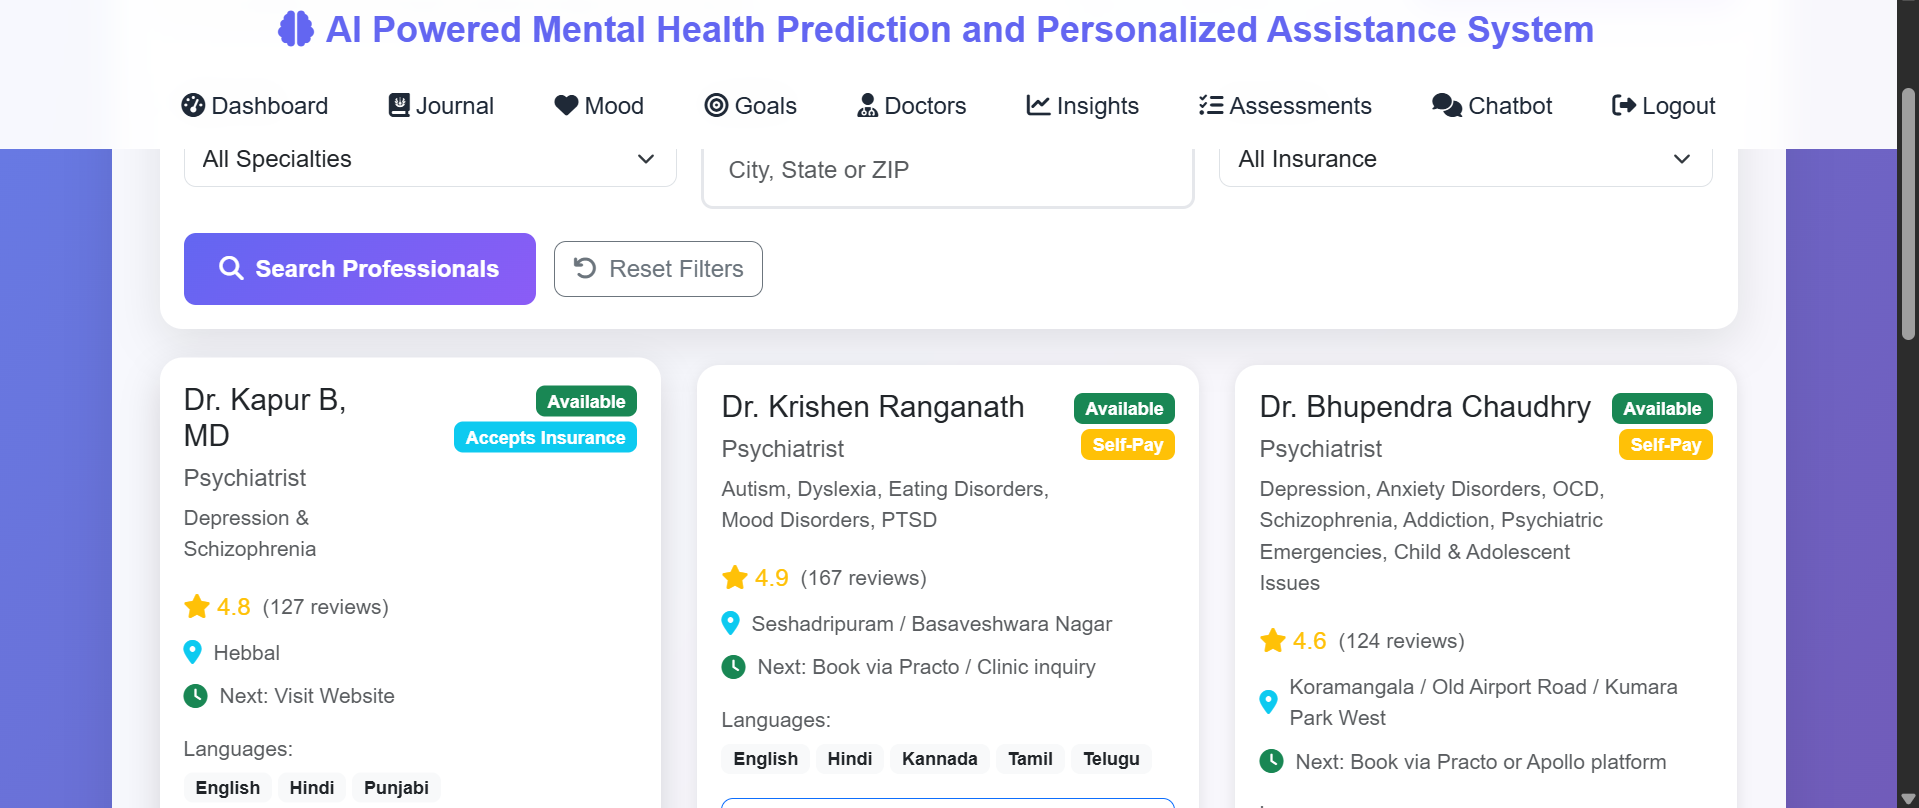 AI Powered Mental Health Prediction and Personalized Assistance System
Dashboard
Journal
Mood
Goals
Doctors
Insights
Assessments
Chatbot
Logout
All Specialties
City, State or ZIP
All Insurance
Search Professionals
Reset Filters
Dr. Kapur B,
MD
Available
Accepts Insurance
Psychiatrist
Depression &
Schizophrenia
4.8 (127 reviews)
Hebbal
Next: Visit Website
Languages:
English Hindi Punjabi
Dr. Krishen Ranganath
Available
Self-Pay
Psychiatrist
Autism, Dyslexia, Eating Disorders,
Mood Disorders, PTSD
4.9 (167 reviews)
Seshadripuram / Basaveshwara Nagar
Next: Book via Practo / Clinic inquiry
Languages:
English Hindi Kannada Tamil Telugu
Dr. Bhupendra Chaudhry
Available
Self-Pay
Psychiatrist
Depression, Anxiety Disorders, OCD,
Schizophrenia, Addiction, Psychiatric
Emergencies, Child & Adolescent
Issues
4.6 (124 reviews)
Koramangala / Old Airport Road / Kumara
Park West
Next: Book via Practo or Apollo platform